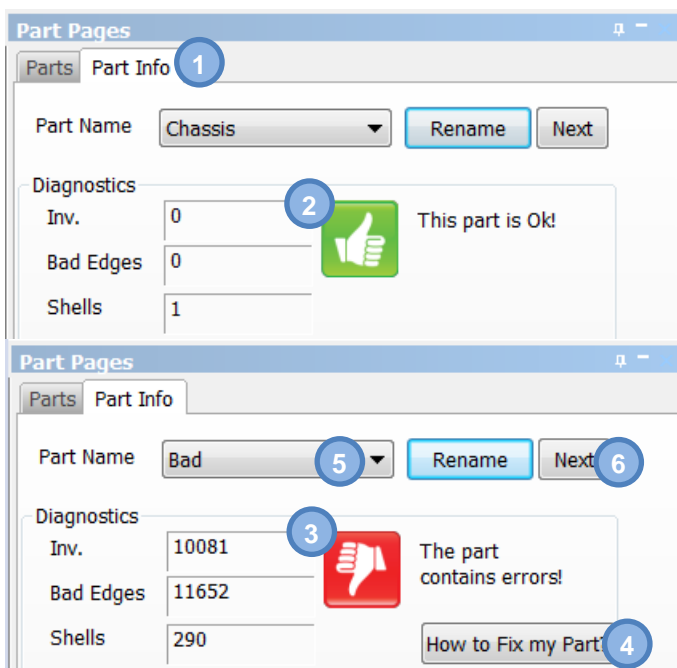 Part Pages
Parts Part Info 1
Part Name Chassis Rename Next
Diagnostics
2
Inv. 0 This part is Ok!
Bad Edges 0
Shells 1
Part Pages
Parts Part Info
Part Name Bad 5 Rename Next 6
Diagnostics
3
Inv. 10081 The part
contains errors!
Bad Edges 11652
Shells 290 How to Fix my Part? 4